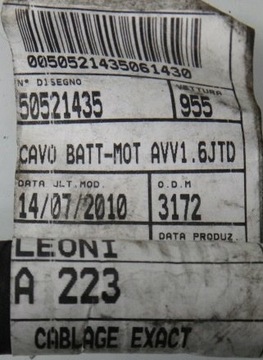 0050521435061430
N° DISEGNO
VETTURA
50521435
955
CAVO BATT-MOT AVV1.6JTD
DATA ULT.MOD.
O.D.M
14/07/2010
3172
DATA PRODUZ
LEONI
A 223
CABLAGE EXACT